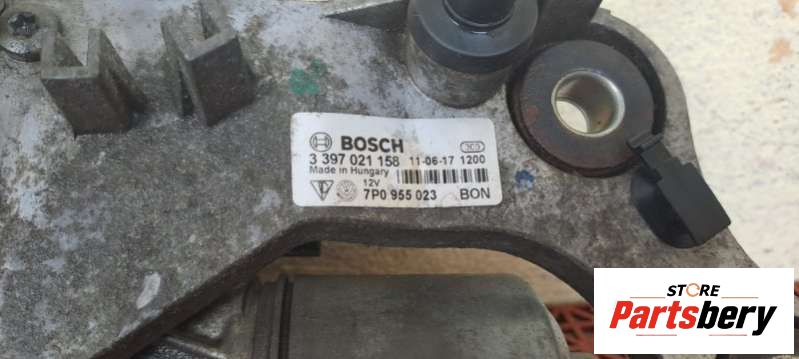 BOSCH
3 397 021 158 11-06-17 1200
Made in Hungary
12V
7P0 955 023 BON
STORE
Partsbery